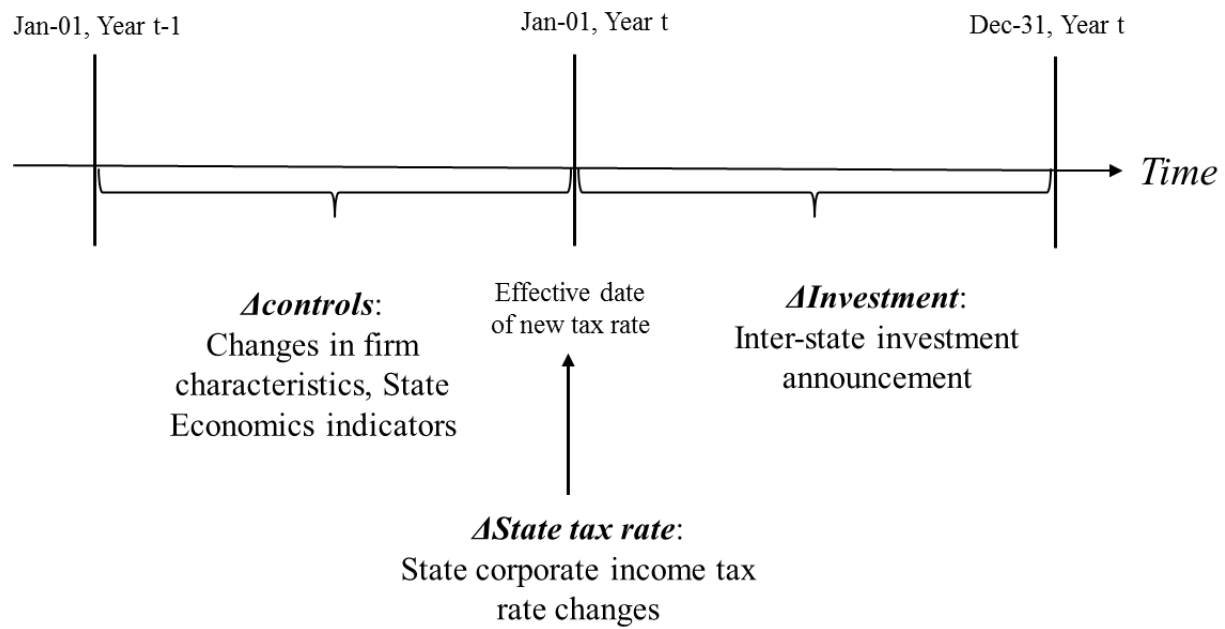 Jan-01, Year t-1
Jan-01, Year t
Dec-31, Year t
Time
Δcontrols:
Changes in firm
characteristics, State
Economics indicators
Effective date
of new tax rate
ΔInvestment:
Inter-state investment
announcement
ΔState tax rate:
State corporate income tax
rate changes